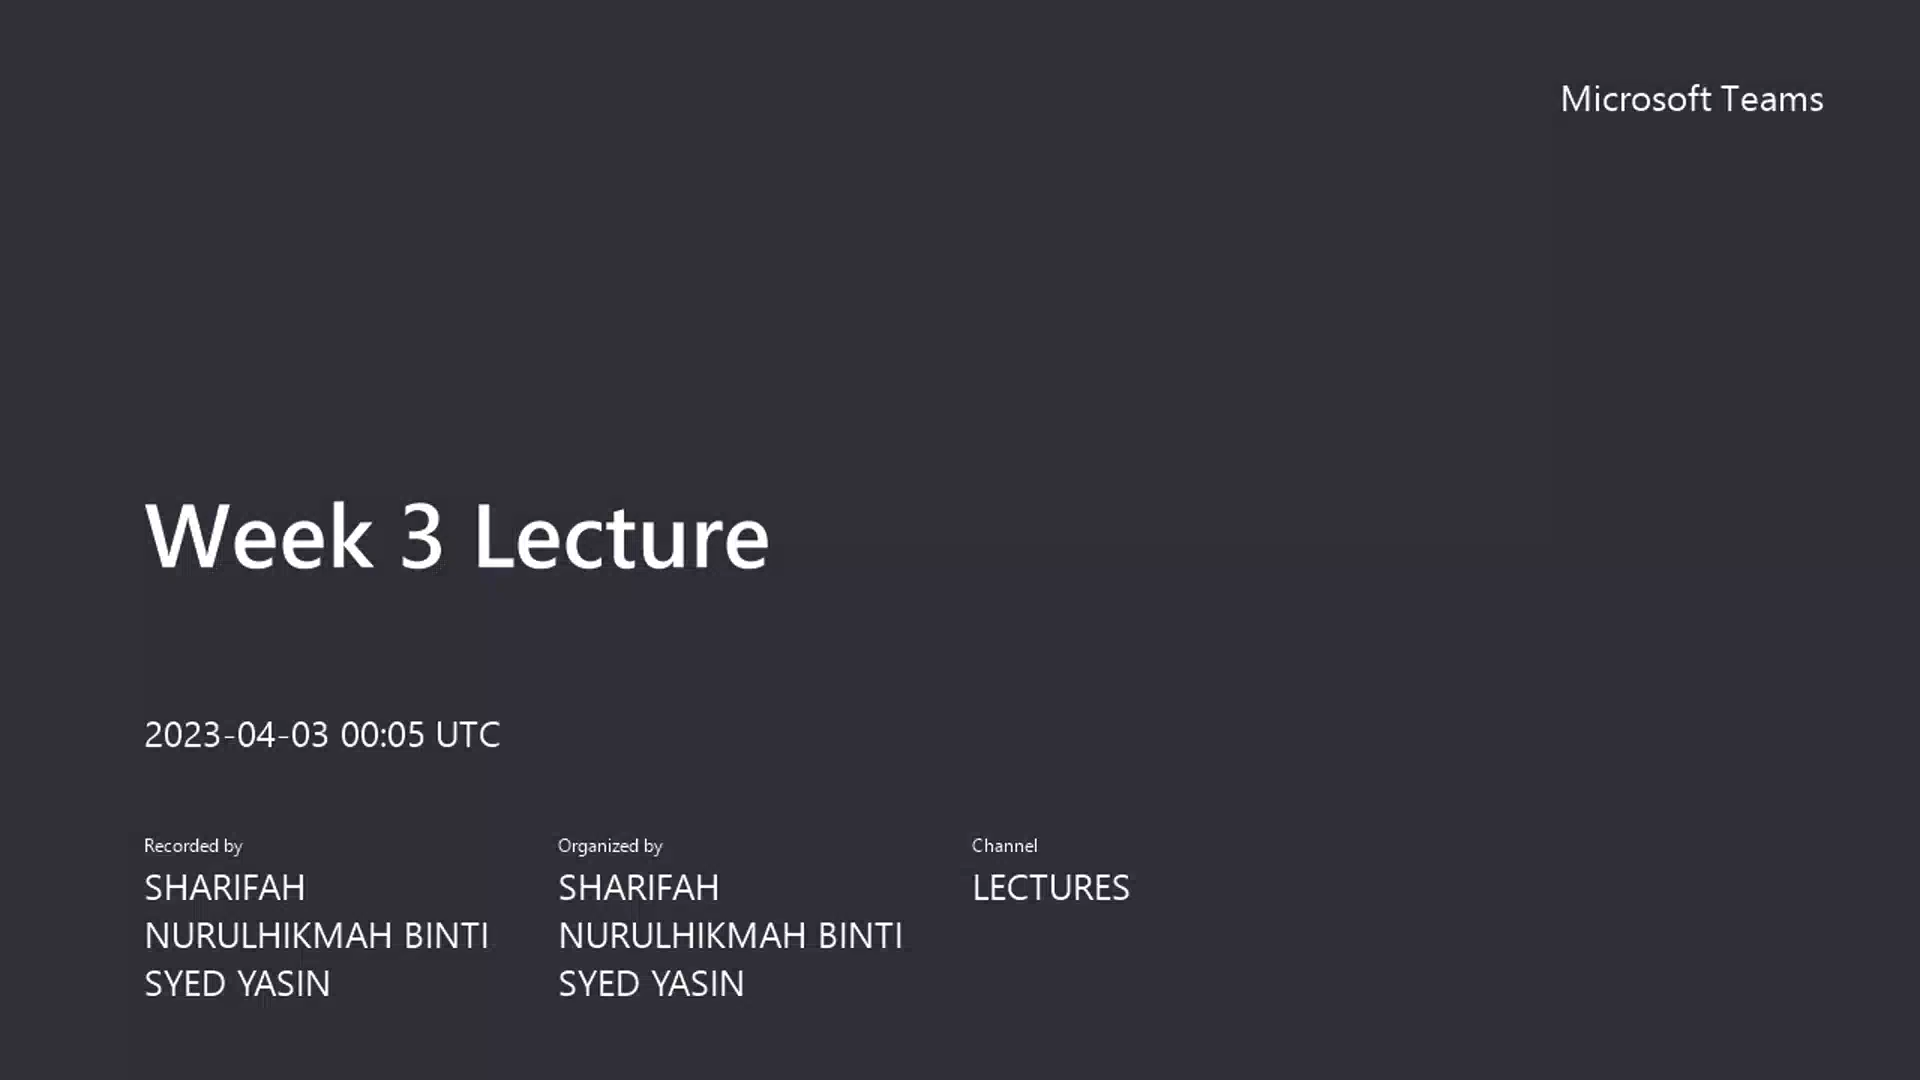 Microsoft Teams
Week 3 Lecture
2023-04-03 00:05 UTC
Recorded by
SHARIFAH
NURULHIKMAH BINTI
SYED YASIN
Organized by
SHARIFAH
NURULHIKMAH BINTI
SYED YASIN
Channel
LECTURES